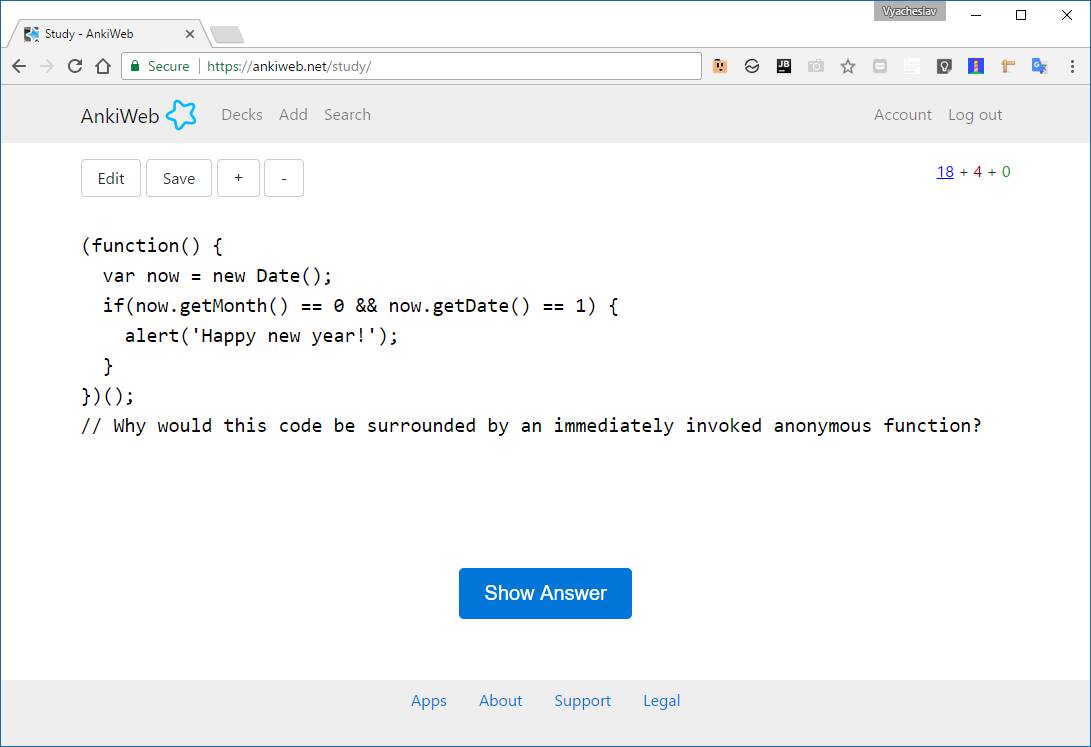 Vyacheslav
Study - AnkiWeb
Secure https://ankiweb.net/study/
JB
AnkiWeb Decks Add Search Account Log out
Edit Save + - 18 + 4 + 0
(function() {
  var now = new Date();
  if(now.getMonth() == 0 && now.getDate() == 1) {
    alert('Happy new year!');
  }
})();
// Why would this code be surrounded by an immediately invoked anonymous function?
Show Answer
Apps About Support Legal